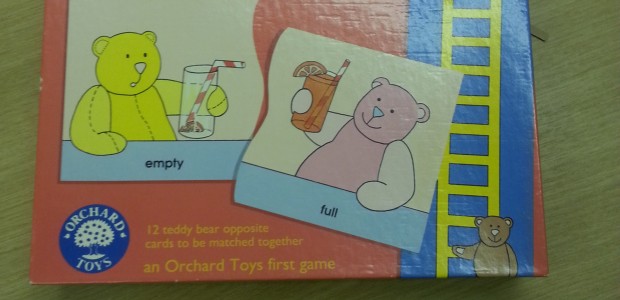 empty
full
ORCHARD
TOYS
12 teddy bear opposite
cards to be matched together
an Orchard Toys first game